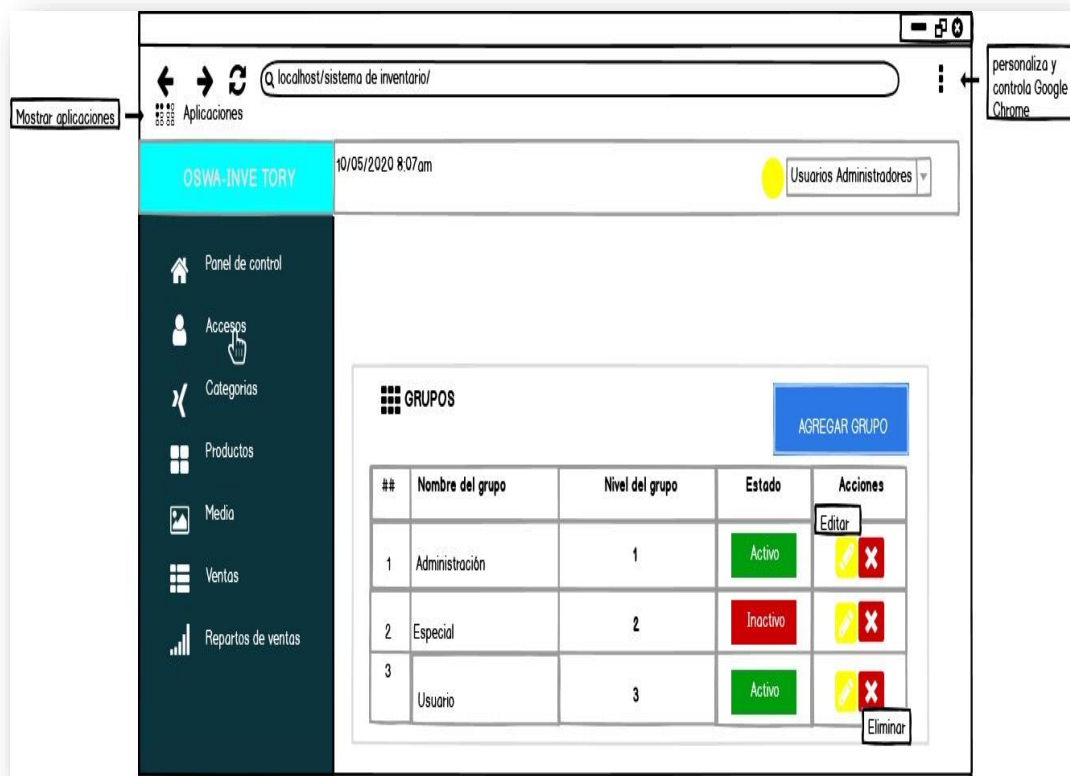 localhost/sistema de inventario/
personaliza y
controla Google
Chrome
Mostrar aplicaciones
Aplicaciones
OSWA-INVE TORY
10/05/2020 8:07am
Usuarios Administradores
Panel de control
Accesos
Categorias
Productos
Media
Ventas
Repartos de ventas
GRUPOS
AGREGAR GRUPO
## Nombre del grupo Nivel del grupo Estado Acciones
Editar
1 Administración 1 Activo
2 Especial 2 Inactivo
3 Usuario 3 Activo
Eliminar